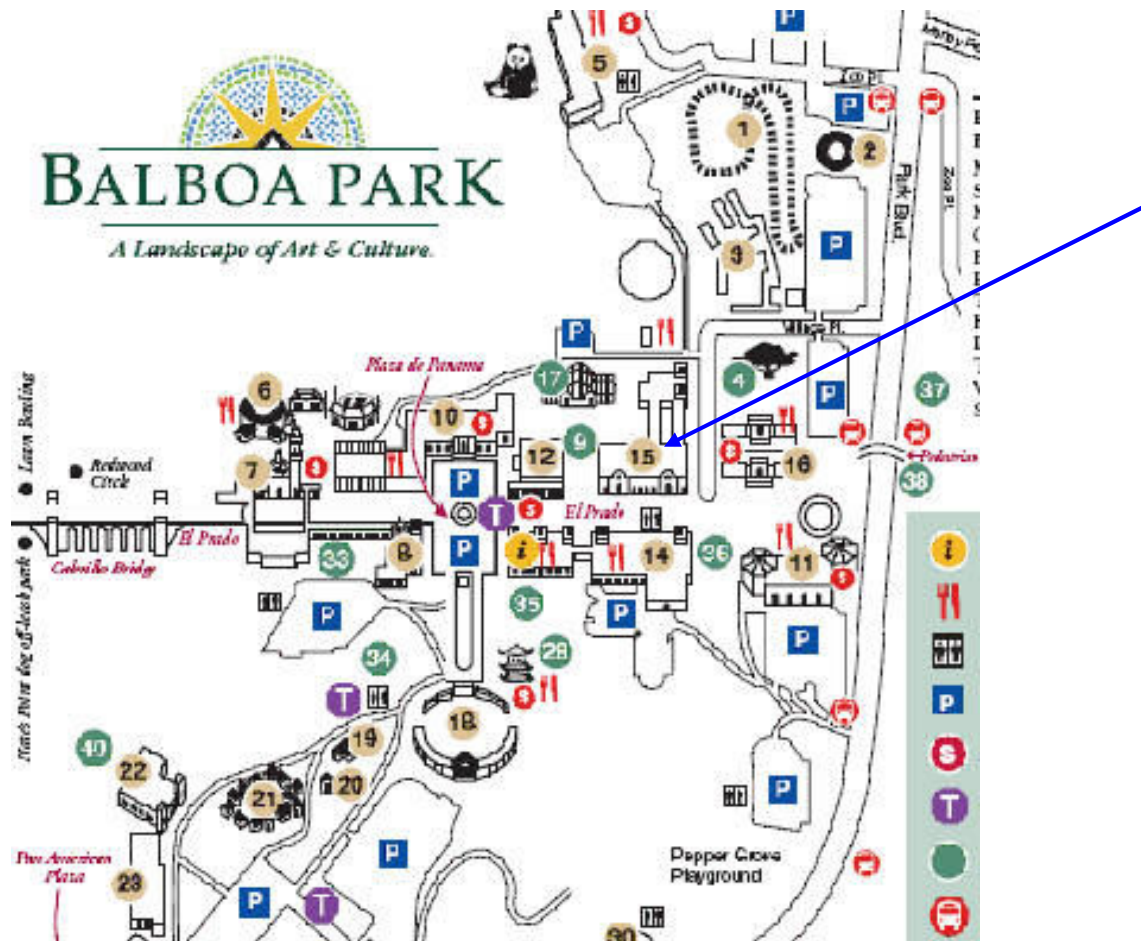 BALBOA PARK
A Landscape of Art & Culture.
5
P
1
P
2
Park Blvd.
Zoo Pl.
3
P
Village Pl.
P
Plaza de Panama
17
4
P
37
6
10
9
12
15
16
7
P
38
Lawn Bowling
Redwood
Circle
El Prado
Cabrillo Bridge
33
8
T
El Prado
P
i
14
36
11
P
P
P
35
34
28
T
18
19
20
40
22
21
P
P
23
Pan American
Plaza
P
T
Pepper Grove
Playground
30
i
P
S
T